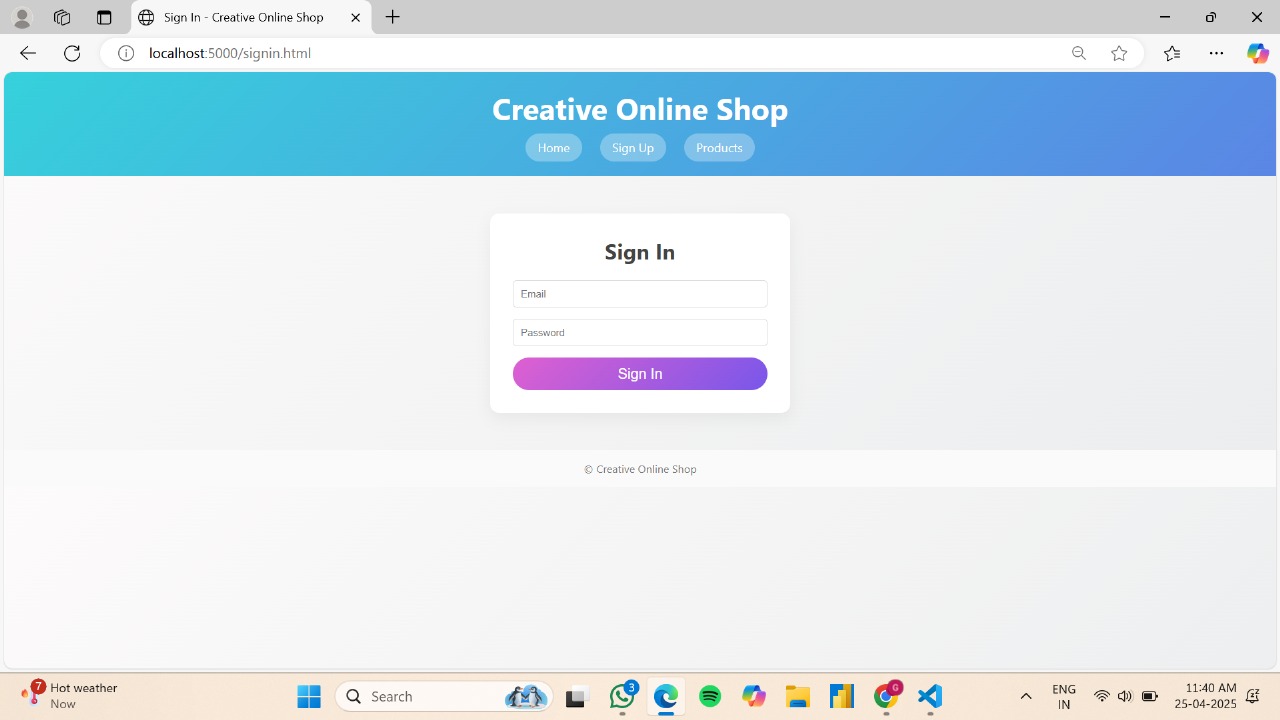 Sign In - Creative Online Shop
localhost:5000/signin.html
Creative Online Shop
Home Sign Up Products
Sign In
Email
Password
Sign In
© Creative Online Shop
7
Hot weather
Now
Search
3
G
ENG
IN
11:40 AM
25-04-2025